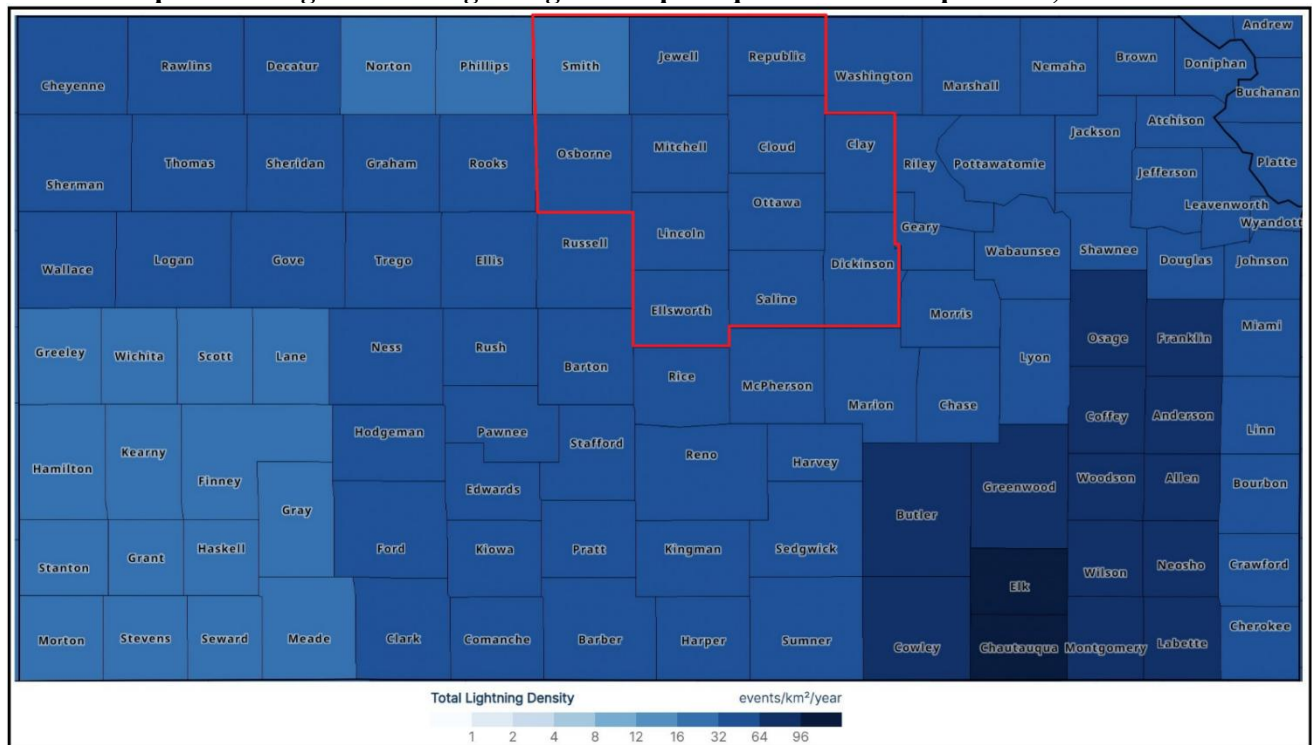 Andrew
Jewell
Republic
Rawlins
Decatur
Norton
Phillips
Smith
Nemaha
Brown
Doniphan
Cheyenne
Washington
Marshall
Buchanan
Atchison
Jackson
Mitchell
Cloud
Clay
Osborne
Thomas
Sheridan
Graham
Rooks
Riley
Pottawatomie
Platte
Jefferson
Sherman
Ottawa
Leavenworth
Wyandott
Lincoln
Geary
Russell
Wabaunsee
Shawnee
Wallace
Logan
Gove
Trego
Ellis
Dickinson
Douglas
Johnson
Ellsworth
Saline
Morris
Miami
Greeley
Wichita
Scott
Lane
Ness
Rush
Osage
Franklin
Lyon
Barton
Rice
McPherson
Marion
Chase
Coffey
Anderson
Linn
Hodgeman
Pawnee
Stafford
Kearny
Reno
Harvey
Hamilton
Finney
Edwards
Greenwood
Woodson
Allen
Bourbon
Gray
Butler
Ford
Kiowa
Pratt
Kingman
Sedgwick
Stanton
Grant
Haskell
Wilson
Neosho
Crawford
Elk
Cherokee
Morton
Stevens
Seward
Meade
Clark
Comanche
Barber
Harper
Sumner
Cowley
Chautauqua
Montgomery
Labette
Total Lightning Density events/km²/year
1 2 4 8 12 16 32 64 96